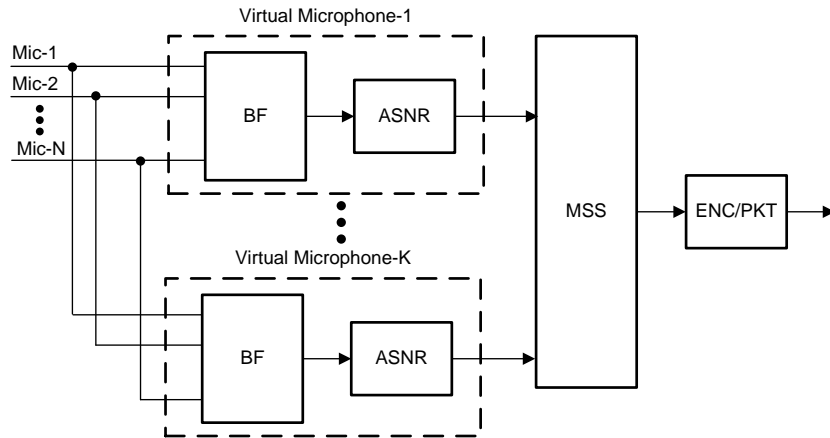 Virtual Microphone-1
Mic-1
Mic-2
Mic-N
BF
ASNR
MSS
ENC/PKT
Virtual Microphone-K
BF
ASNR